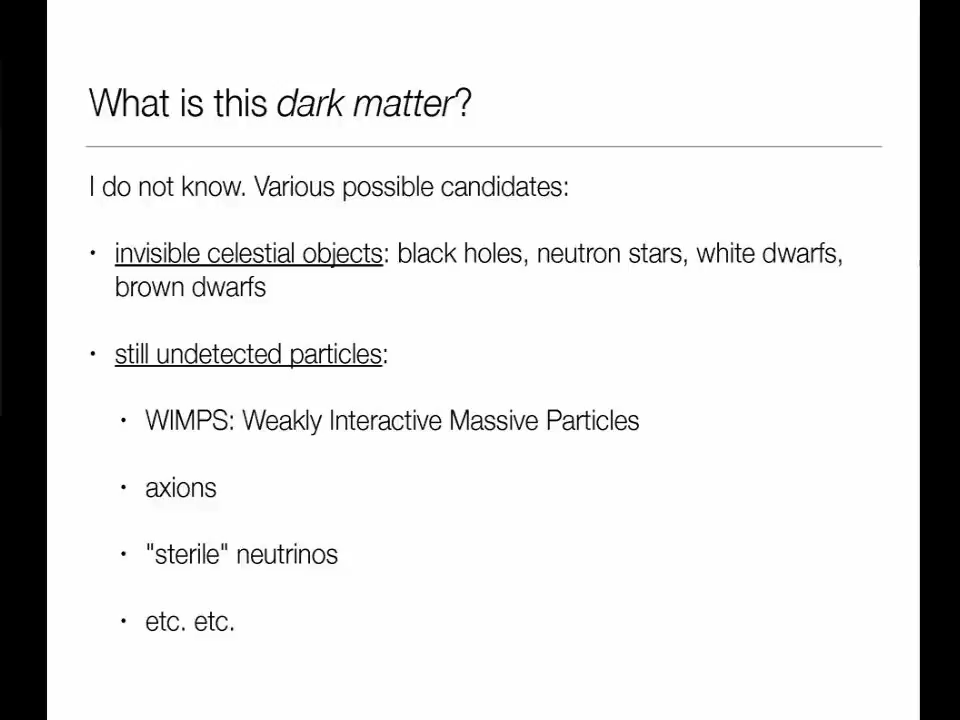 What is this dark matter?
I do not know. Various possible candidates:
• invisible celestial objects: black holes, neutron stars, white dwarfs,
brown dwarfs
• still undetected particles:
• WIMPS: Weakly Interactive Massive Particles
• axions
• "sterile" neutrinos
• etc. etc.